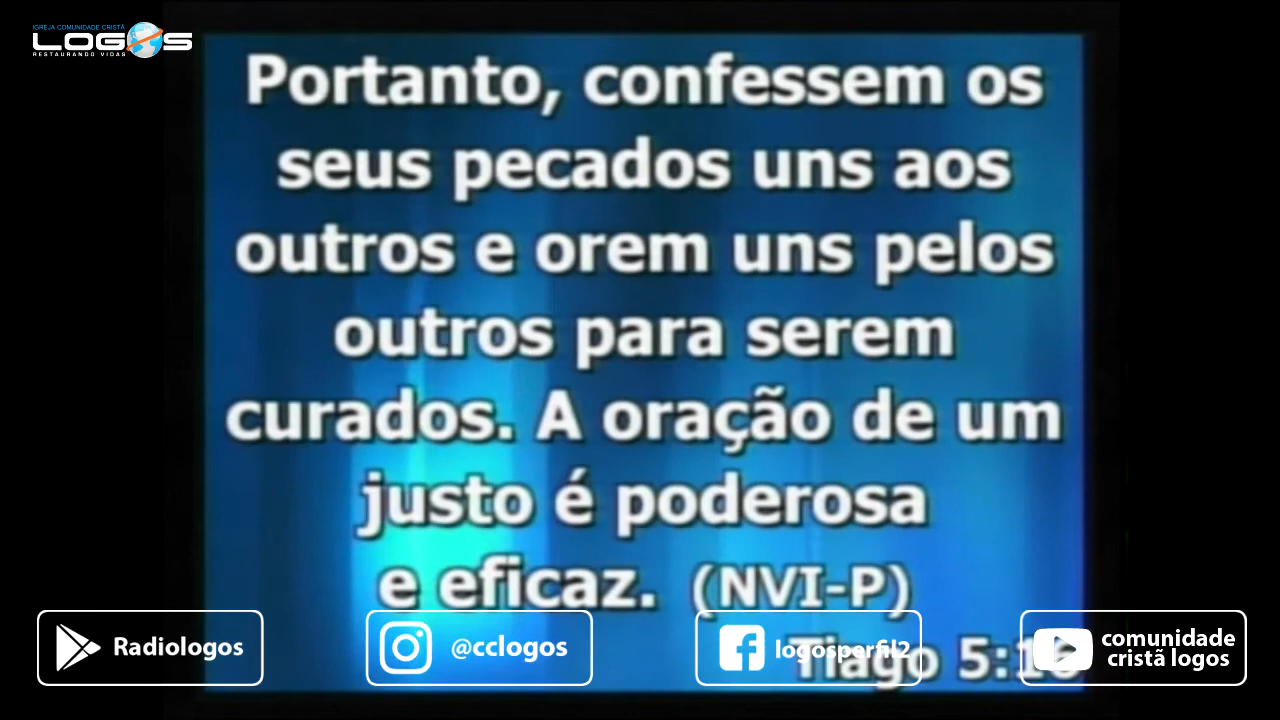 IGREJA COMUNIDADE CRISTÃ
LOGOS
RESTAURANDO VIDAS
Portanto, confessem os
seus pecados uns aos
outros e orem uns pelos
outros para serem
curados. A oração de um
justo é poderosa
e eficaz. (NVI-P)
Tiago 5:16
Radiologos
@cclogos
logosperfil2
comunidade
cristã logos